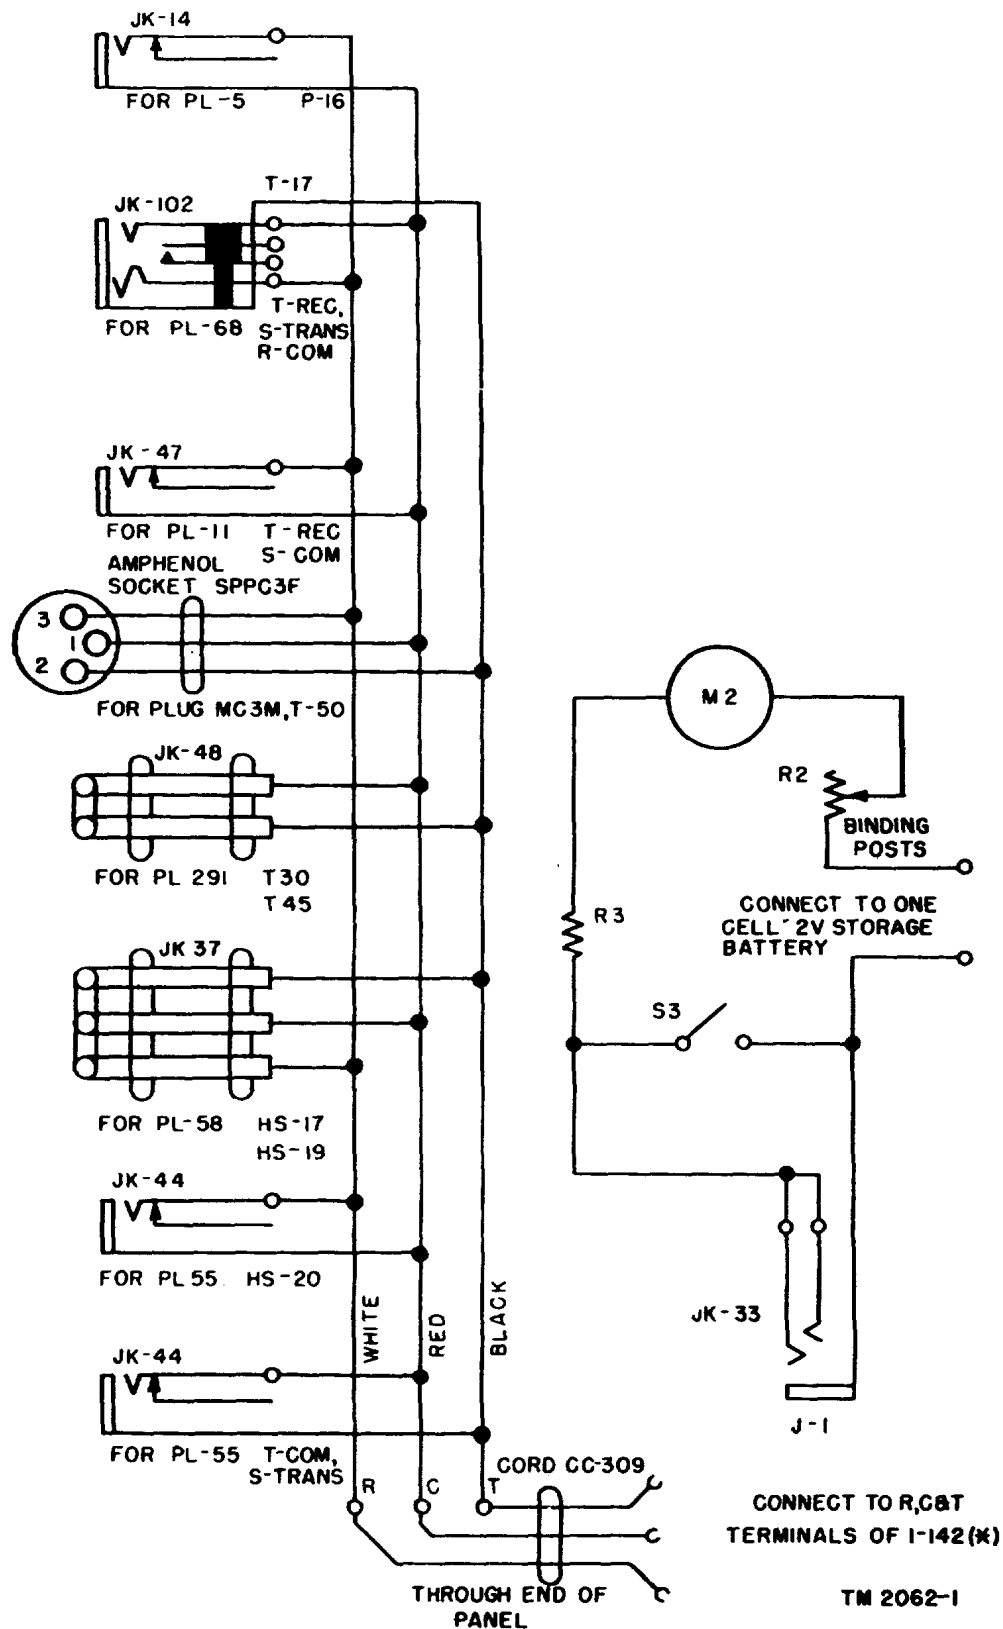 JK-14
FOR PL-5 P-16
T-17
JK-102
T-REC,
FOR PL-68 S-TRANS
R-COM
JK-47
FOR PL-11 T-REC
S-COM
AMPHENOL
SOCKET SPPC3F
3
1
2
FOR PLUG MC3M, T-50
JK-48
FOR PL 291 T30
T45
JK 37
FOR PL-58 HS-17
HS-19
JK-44
FOR PL 55 HS-20
WHITE
RED
BLACK
JK-44
FOR PL-55 T-COM,
S-TRANS
R
C
T
CORD CC-309
THROUGH END OF
PANEL
M2
R2
BINDING
POSTS
CONNECT TO ONE
CELL-2V STORAGE
BATTERY
R3
S3
JK-33
J-1
CONNECT TO R,C&T
TERMINALS OF I-142(*)
TM 2062-1